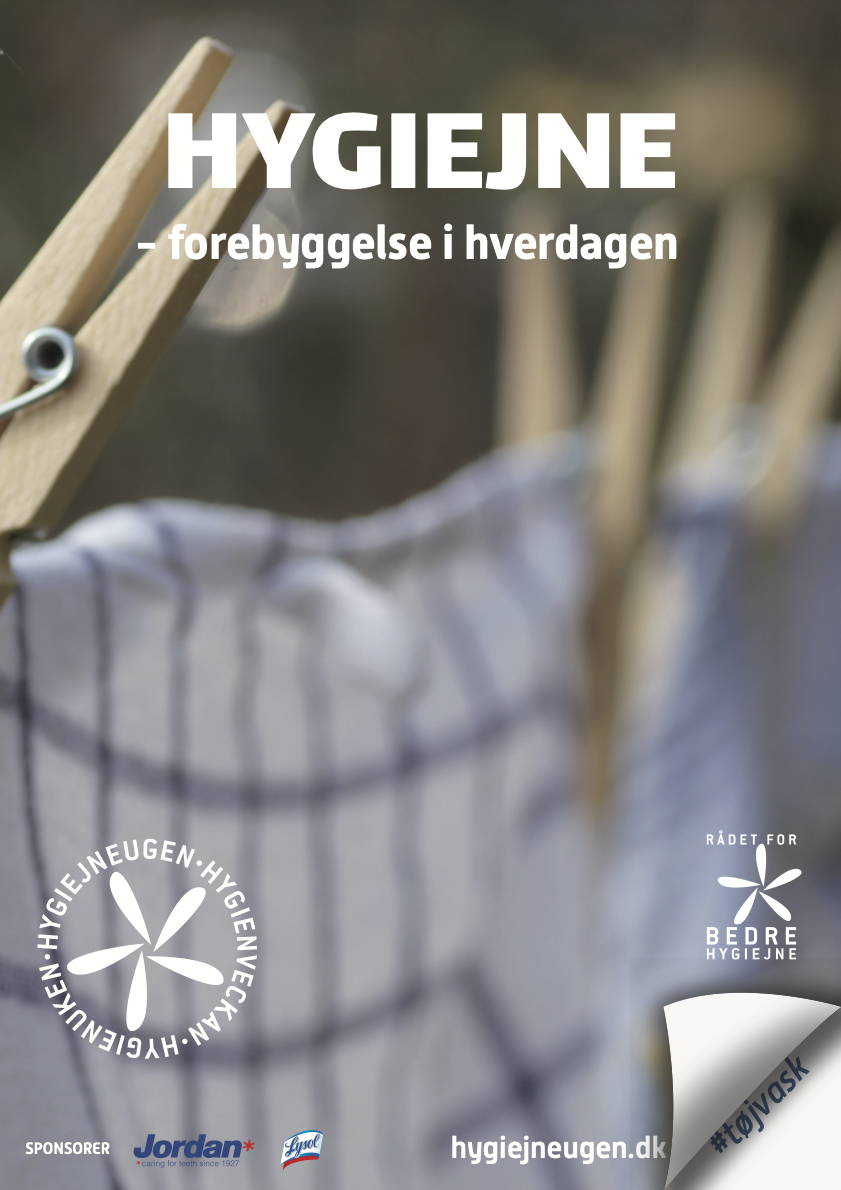 HYGIEJNE
– forebyggelse i hverdagen
HYGIEJNEUGEN·HYGIENVECKAN·HYGIENUKEN·
RÅDET FOR
BEDRE
HYGIEJNE
#tøjvask
SPONSORER
Jordan*
*caring for teeth since 1927
Lysol
hygiejneugen.dk